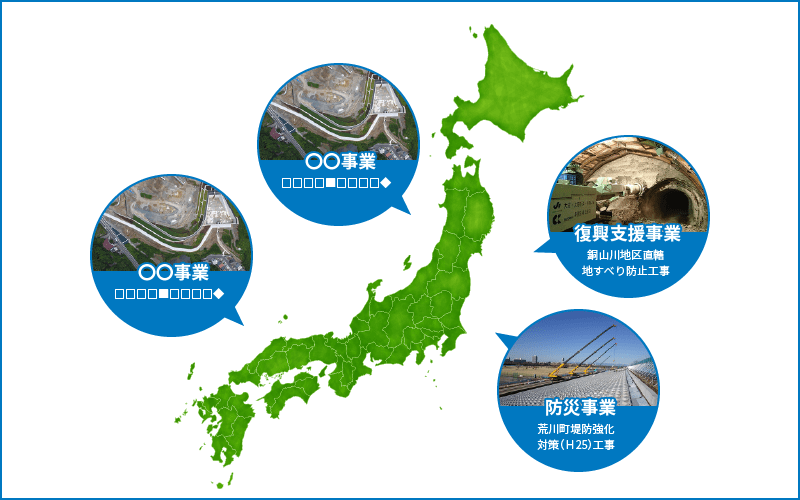 〇〇事業
□□□□■□□□□◆
〇〇事業
□□□□■□□□□◆
復興支援事業
銅山川地区直轄
地すべり防止工事
防災事業
荒川町堤防強化
対策（Ｈ25）工事